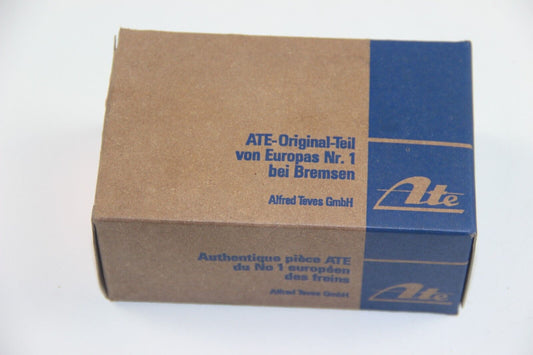 ATE-Original-Teil
von Europas Nr. 1
bei Bremsen
Alfred Teves GmbH
Ate
Authentique pièce ATE
du No 1 européen
des freins
Alfred Teves GmbH
Ate